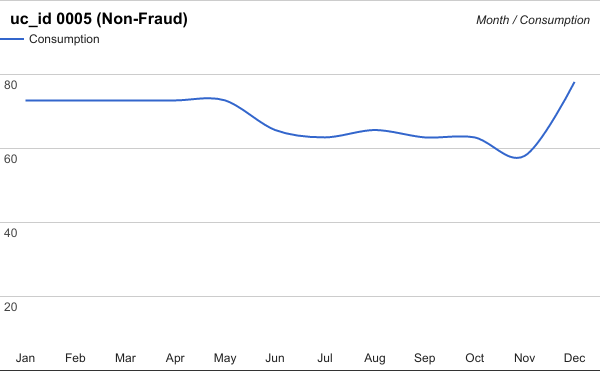 uc_id 0005 (Non-Fraud)
Month / Consumption
Consumption
80
60
40
20
Jan Feb Mar Apr May Jun Jul Aug Sep Oct Nov Dec